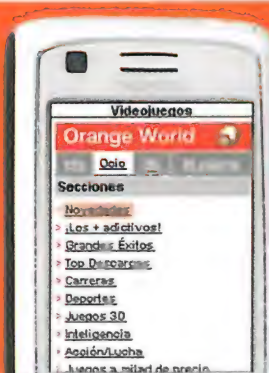 Videojuegos
Orange World
Ocio
Secciones
Novedades
¡Los + adictivos!
Grandes Éxitos
Top Descargas
Carreras
Deportes
Juegos 3D
Inteligencia
Acción/Lucha
Juegos a mitad de precio